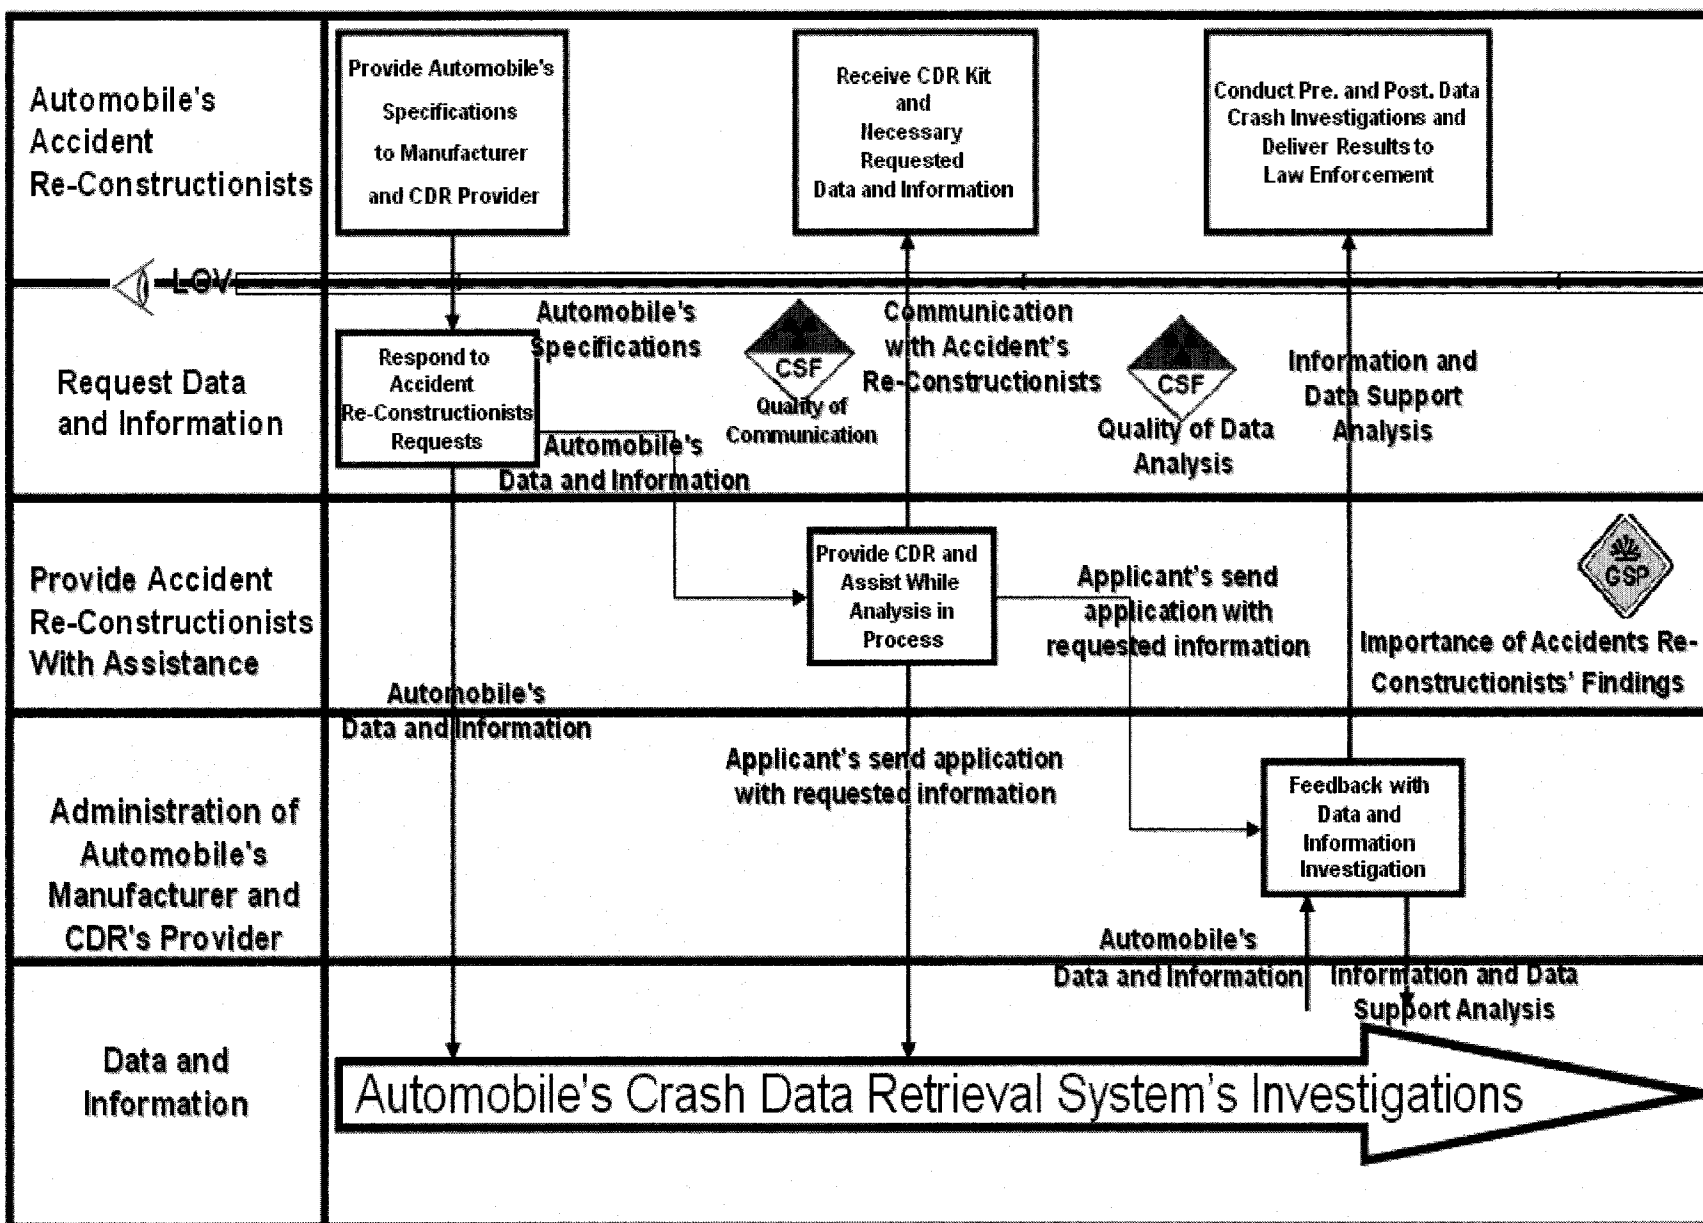 Automobile's
Accident
Re-Constructionists
Provide Automobile's
Specifications
to Manufacturer
and CDR Provider
Receive CDR Kit
and
Necessary
Requested
Data and Information
Conduct Pre. and Post. Data
Crash Investigations and
Deliver Results to
Law Enforcement
LOV
Request Data
and Information
Respond to
Accident
Re-Constructionists
Requests
Automobile's
Specifications
Automobile's
Data and Information
CSF
Quality of
Communication
Communication
with Accident's
Re-Constructionists
CSF
Quality of Data
Analysis
Information and
Data Support
Analysis
Provide Accident
Re-Constructionists
With Assistance
Provide CDR and
Assist While
Analysis in
Process
Applicant's send
application with
requested information
GSP
Importance of Accidents Re-
Constructionists' Findings
Automobile's
Data and Information
Administration of
Automobile's
Manufacturer and
CDR's Provider
Applicant's send application
with requested information
Feedback with
Data and
Information
Investigation
Automobile's
Data and Information
Information and Data
Support Analysis
Data and
Information
Automobile's Crash Data Retrieval System's Investigations